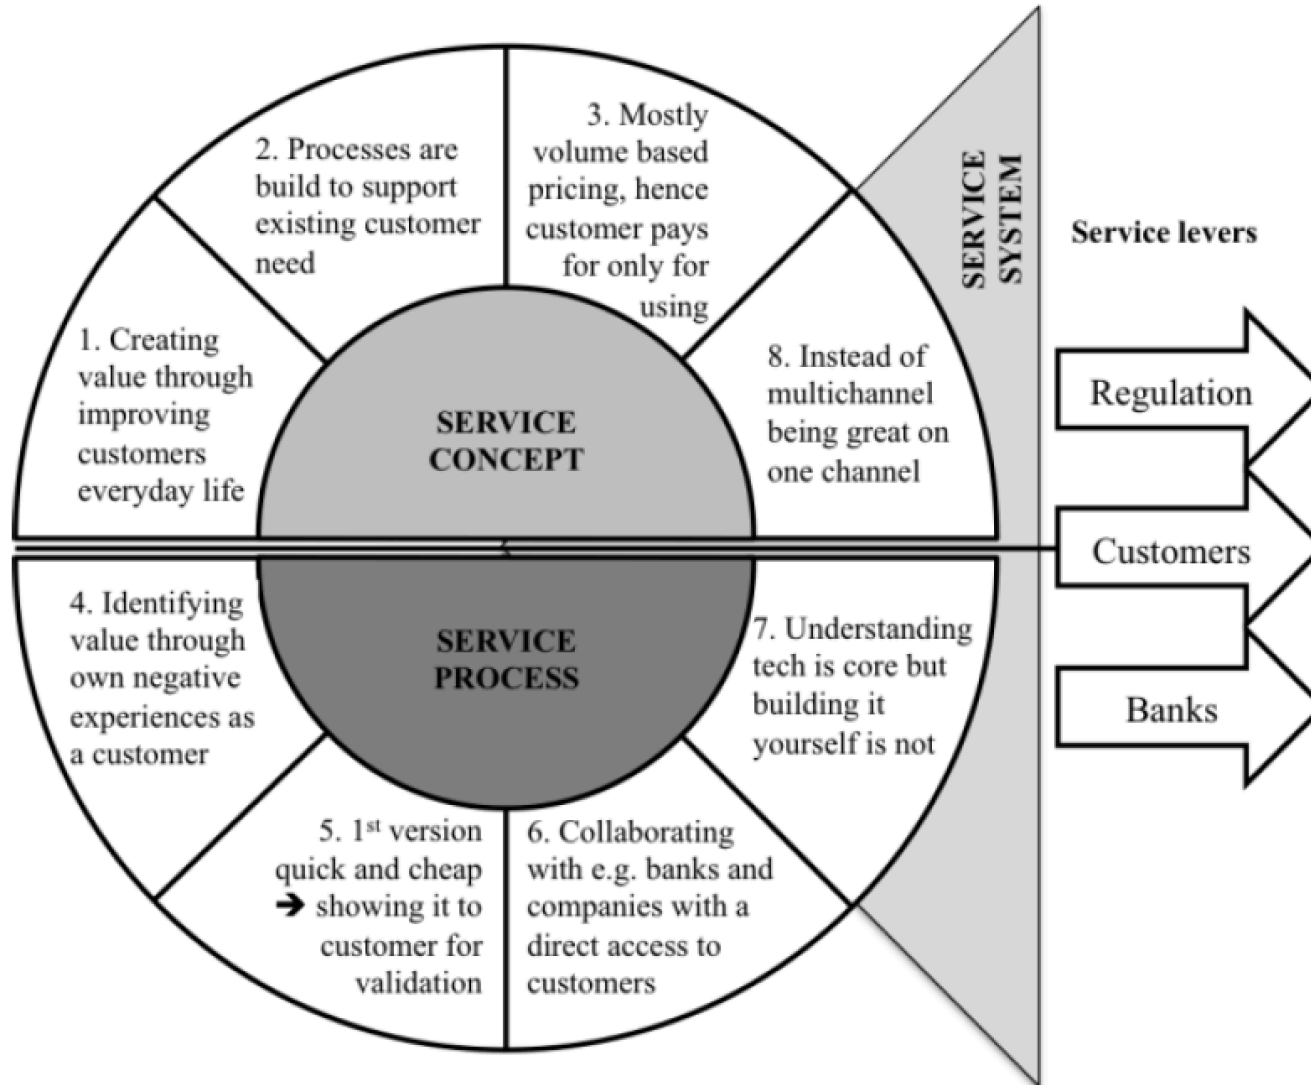 1. Creating
value through
improving
customers
everyday life
2. Processes are
build to support
existing customer
need
3. Mostly
volume based
pricing, hence
customer pays
for only for
using
8. Instead of
multichannel
being great on
one channel
SERVICE
CONCEPT
SERVICE
PROCESS
4. Identifying
value through
own negative
experiences as
a customer
5. 1st version
quick and cheap
➔ showing it to
customer for
validation
6. Collaborating
with e.g. banks and
companies with a
direct access to
customers
7. Understanding
tech is core but
building it
yourself is not
SERVICE
SYSTEM
Service levers
Regulation
Customers
Banks